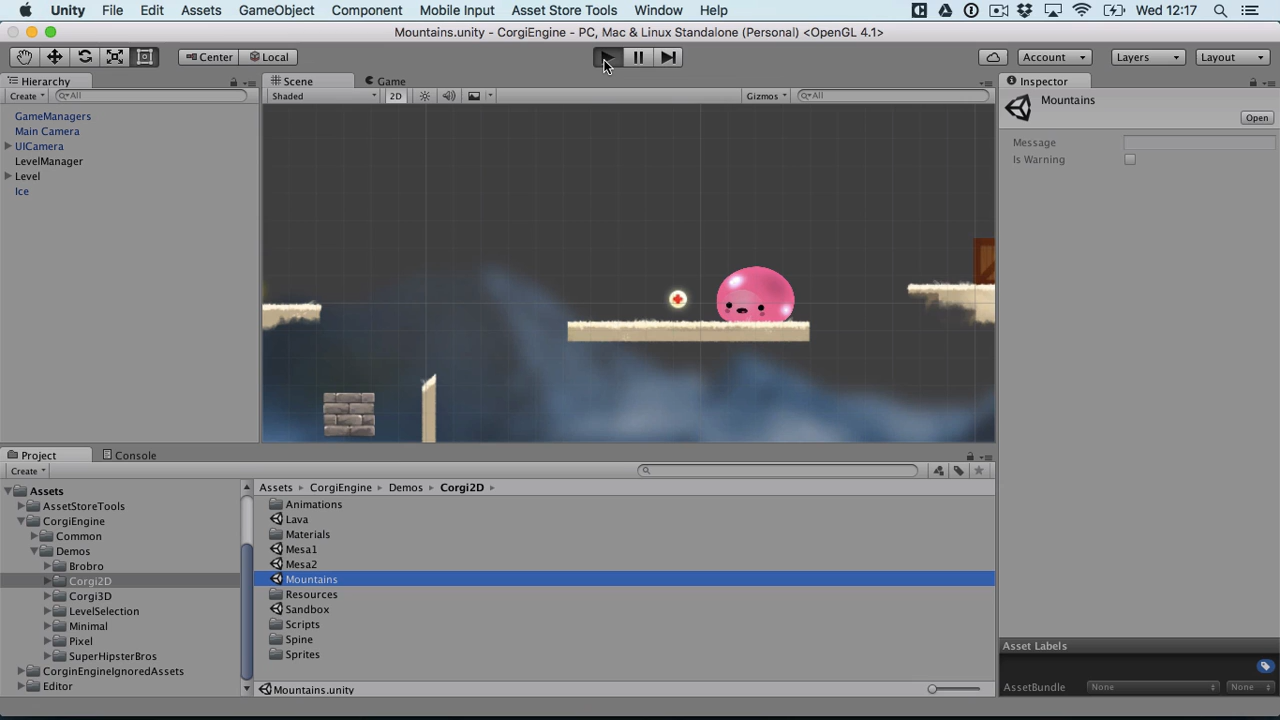 Unity File Edit Assets GameObject Component Mobile Input Asset Store Tools Window Help Wed 12:17
Mountains.unity - CorgiEngine - PC, Mac & Linux Standalone (Personal) <OpenGL 4.1>
Center Local Account Layers Layout
Hierarchy Scene Game Inspector
Create All Shaded 2D Gizmos All
Mountains
Open
GameManagers
Main Camera
UICamera
LevelManager
Level
Ice
Message
Is Warning
Project Console
Create
Assets CorgiEngine Demos Corgi2D
Assets
AssetStoreTools
CorgiEngine
Common
Demos
Brobro
Corgi2D
Corgi3D
LevelSelection
Minimal
Pixel
SuperHipsterBros
CorginEngineIgnoredAssets
Editor
Animations
Lava
Materials
Mesa1
Mesa2
Mountains
Resources
Sandbox
Scripts
Spine
Sprites
Mountains.unity
Asset Labels
AssetBundle None None